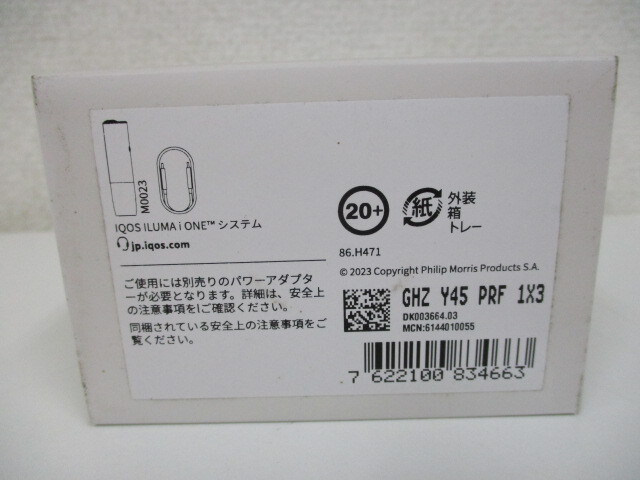 M0023
IQOS ILUMA i ONE™ システム
jp.iqos.com
ご使用には別売りのパワーアダプタ
ーが必要となります。詳細は、安全上
の注意事項をご確認ください。
同梱されている安全上の注意事項をご
覧ください。
20+
紙
外装
箱
トレー
86.H471
© 2023 Copyright Philip Morris Products S.A.
GHZ Y45 PRF 1X3
DK003664.03
MCN:6144010055
7 622100 834663